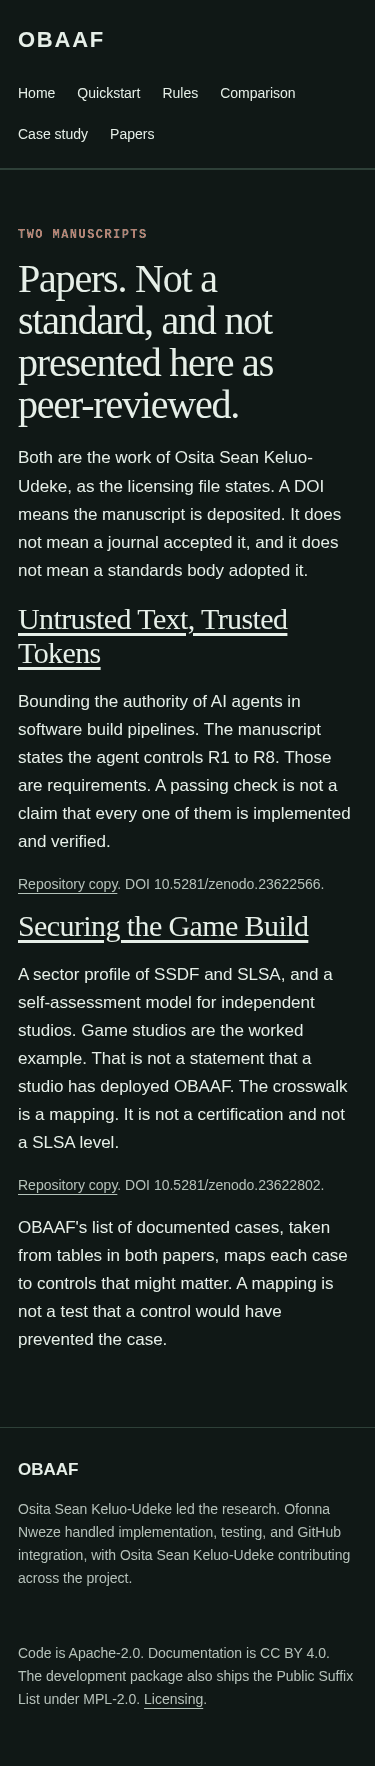 OBAAF
Home Quickstart Rules Comparison
Case study Papers
TWO MANUSCRIPTS
Papers. Not a
standard, and not
presented here as
peer-reviewed.
Both are the work of Osita Sean Keluo-
Udeke, as the licensing file states. A DOI
means the manuscript is deposited. It does
not mean a journal accepted it, and it does
not mean a standards body adopted it.
Untrusted Text, Trusted
Tokens
Bounding the authority of AI agents in
software build pipelines. The manuscript
states the agent controls R1 to R8. Those
are requirements. A passing check is not a
claim that every one of them is implemented
and verified.
Repository copy. DOI 10.5281/zenodo.23622566.
Securing the Game Build
A sector profile of SSDF and SLSA, and a
self-assessment model for independent
studios. Game studios are the worked
example. That is not a statement that a
studio has deployed OBAAF. The crosswalk
is a mapping. It is not a certification and not
a SLSA level.
Repository copy. DOI 10.5281/zenodo.23622802.
OBAAF's list of documented cases, taken
from tables in both papers, maps each case
to controls that might matter. A mapping is
not a test that a control would have
prevented the case.
OBAAF
Osita Sean Keluo-Udeke led the research. Ofonna
Nweze handled implementation, testing, and GitHub
integration, with Osita Sean Keluo-Udeke contributing
across the project.
Code is Apache-2.0. Documentation is CC BY 4.0.
The development package also ships the Public Suffix
List under MPL-2.0. Licensing.